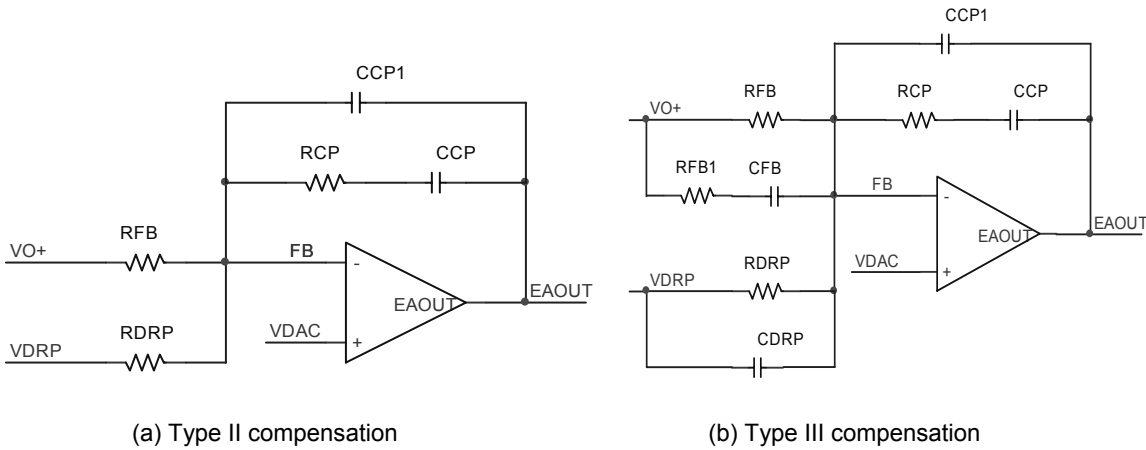 CCP1
RCP CCP
RFB
VO+
FB
-
EAOUT
EAOUT
RDRP
VDAC
+
VDRP
(a) Type II compensation
CCP1
RFB
RCP
CCP
VO+
RFB1
CFB
FB
-
EAOUT
EAOUT
RDRP
VDAC
VDRP
+
CDRP
(b) Type III compensation